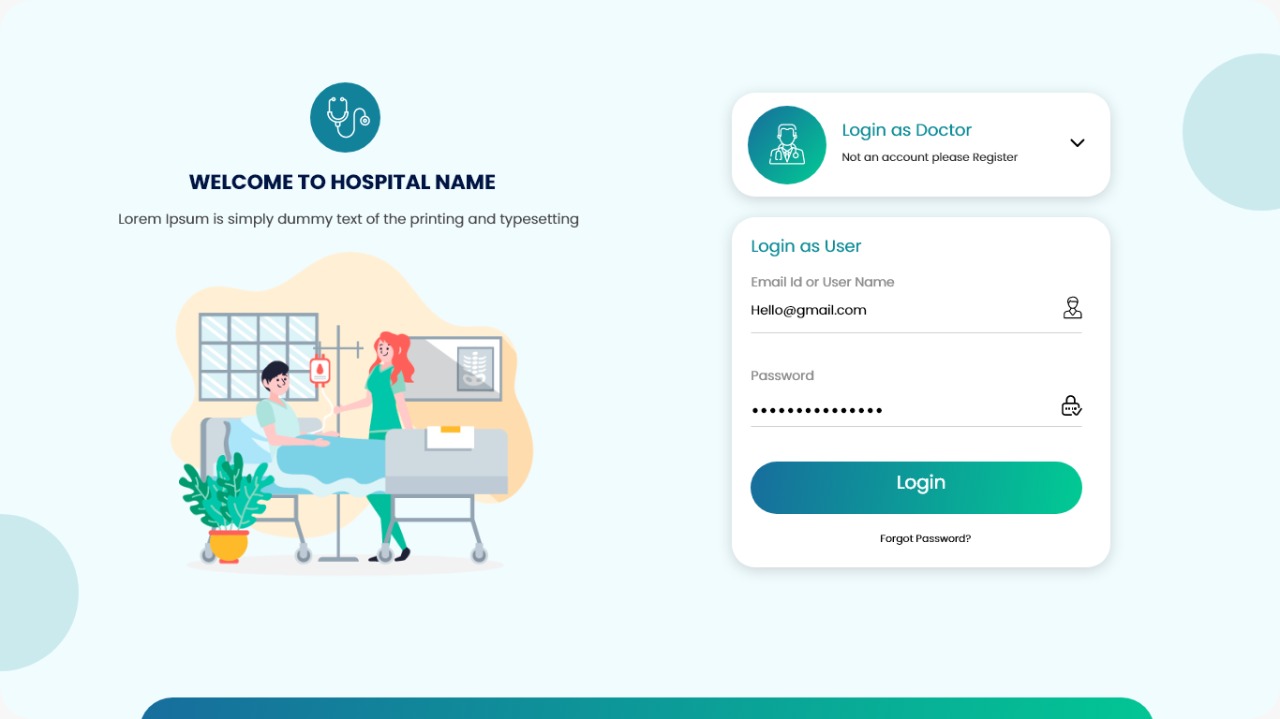 WELCOME TO HOSPITAL NAME
Lorem Ipsum is simply dummy text of the printing and typesetting
Login as Doctor
Not an account please Register
Login as User
Email Id or User Name
Hello@gmail.com
Password
•••••••••••••••
Login
Forgot Password?